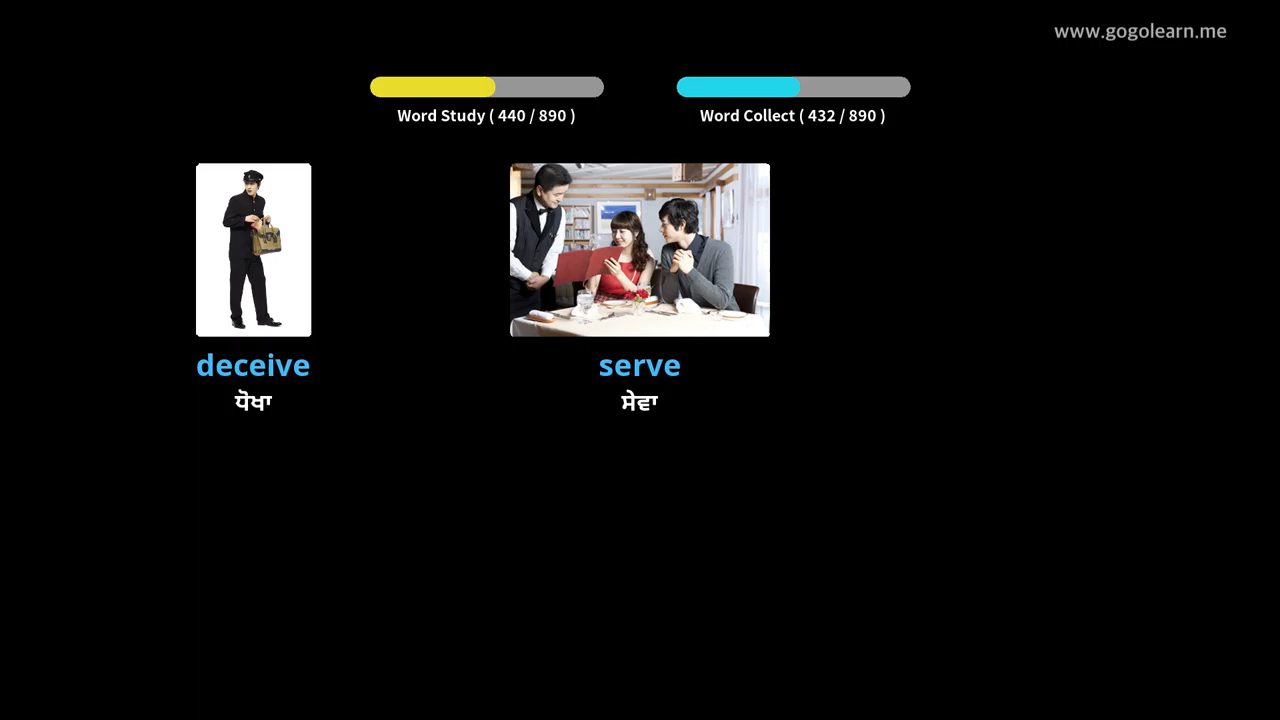 www.gogolearn.me
Word Study ( 440 / 890 )
Word Collect ( 432 / 890 )
deceive
ਧੋਖਾ
serve
ਸੇਵਾ